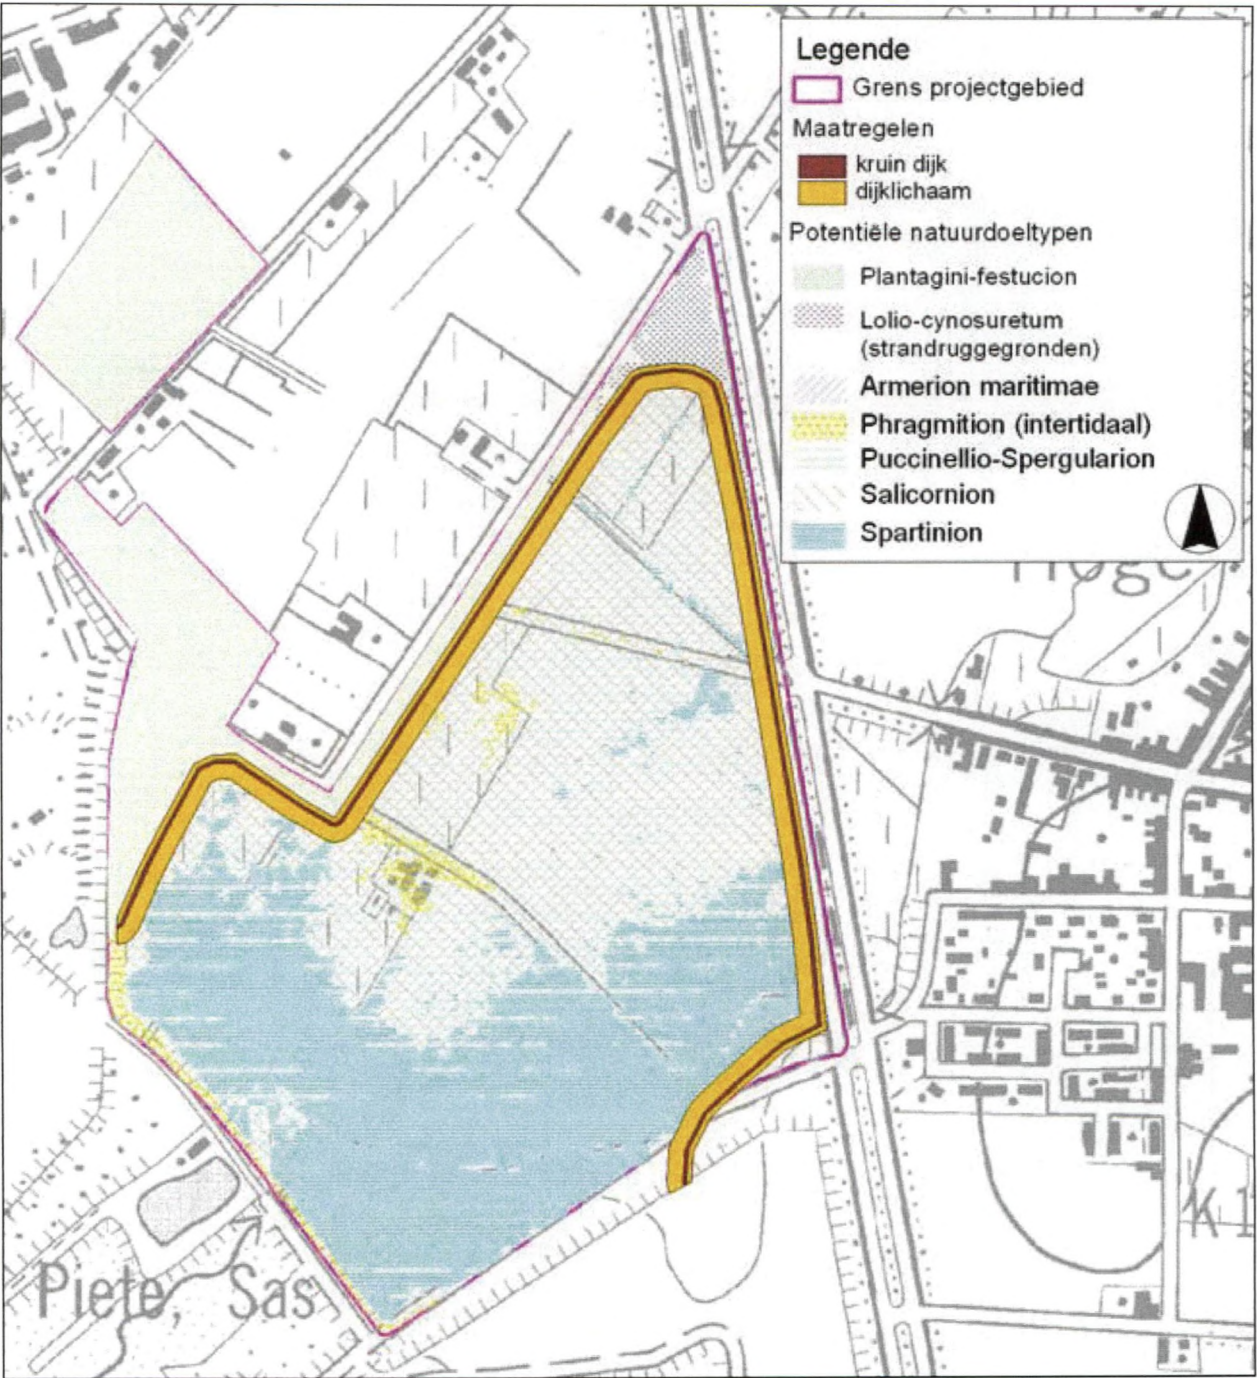 Legende
Grens projectgebied
Maatregelen
kruin dijk
dijklichaam
Potentiële natuurdoeltypen
Plantagini-festucion
Lolio-cynosuretum
(strandruggegronden)
Armerion maritimae
Phragmition (intertidaal)
Puccinellio-Spergularion
Salicornion
Spartinion
Piete, Sas